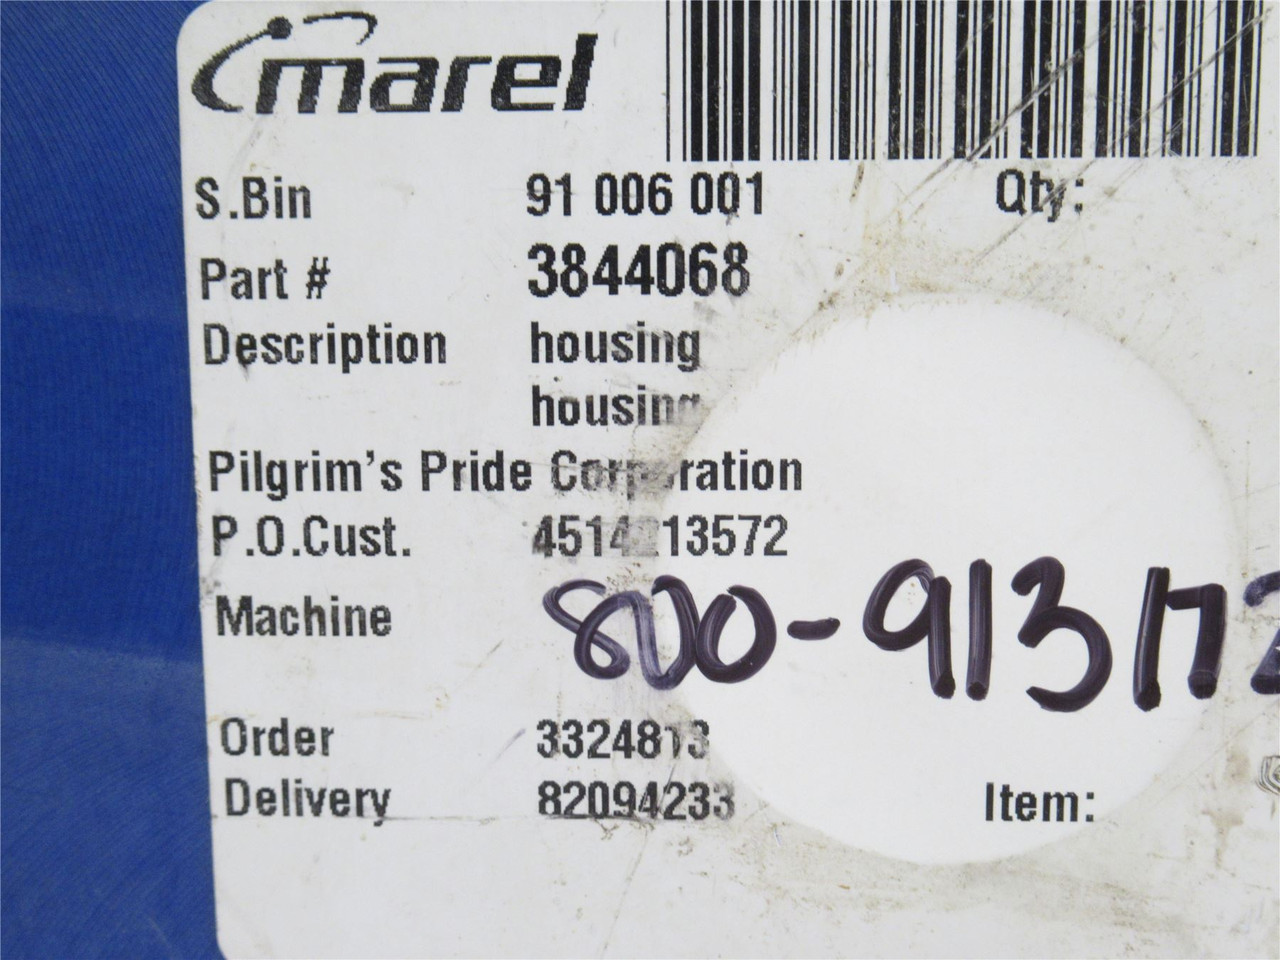 marel
S.Bin 91 006 001 Qty:
Part # 3844068
Description housing
housing
Pilgrim's Pride Corporation
P.O.Cust. 4514213572
Machine 800-913172
Order 3324813
Delivery 82094233 Item: